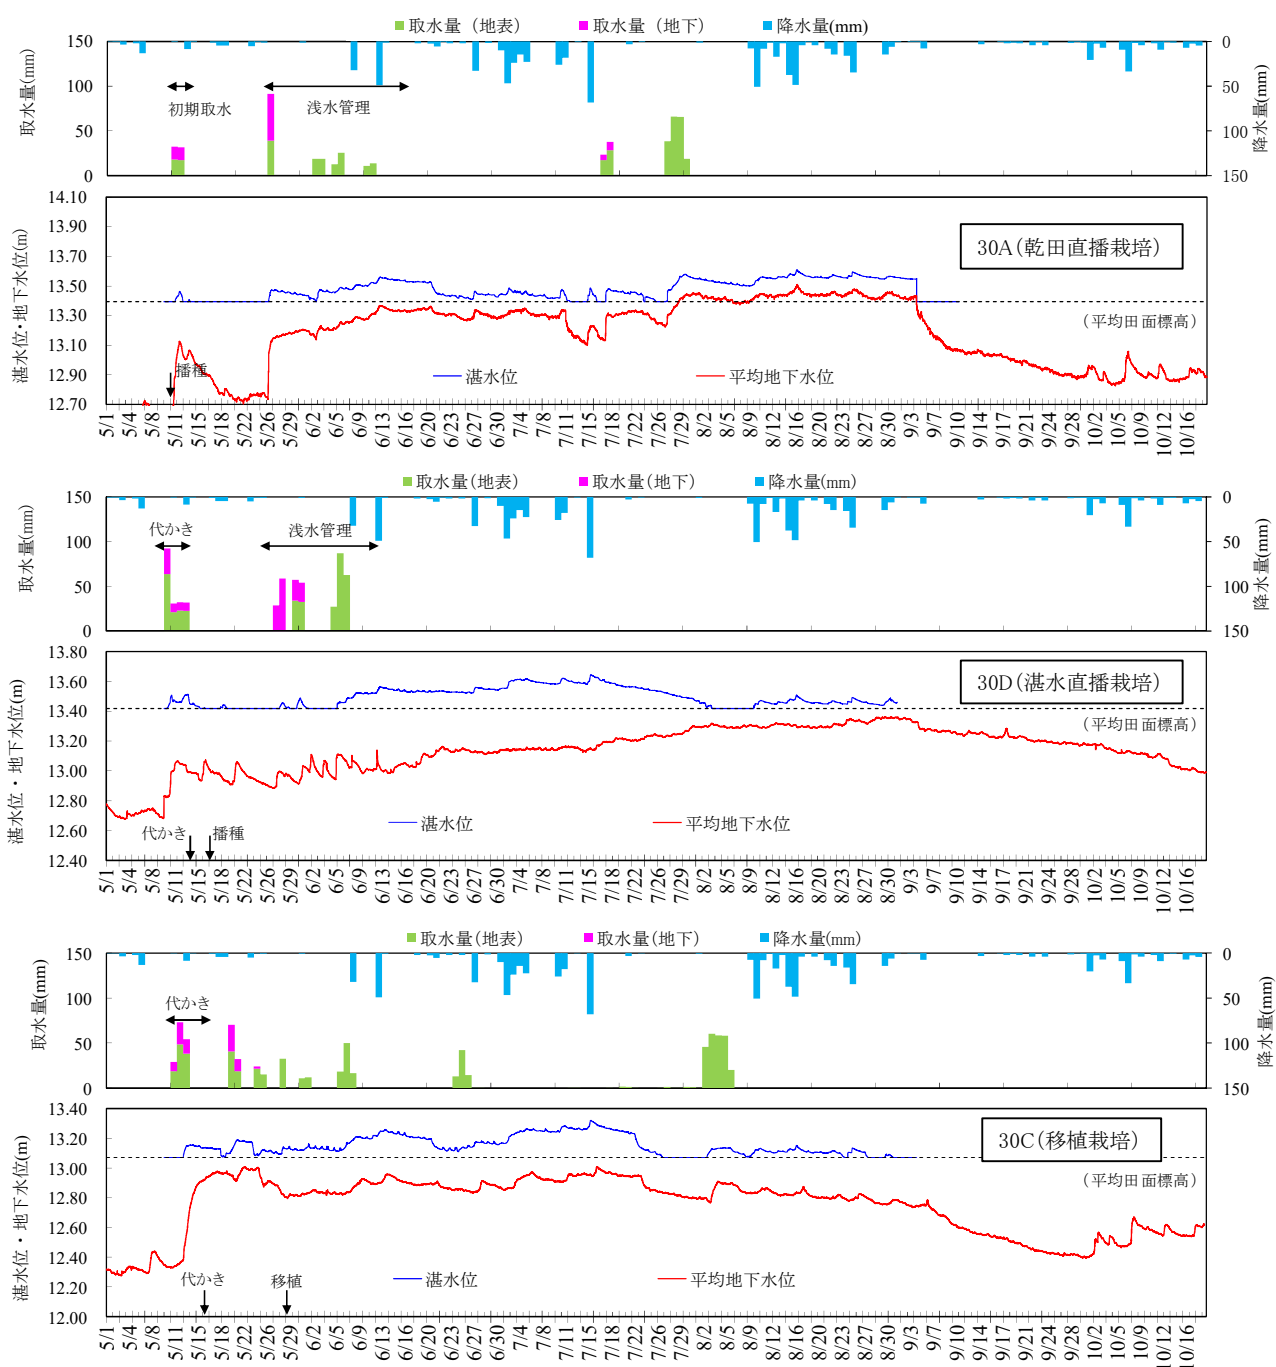 取水量（地表） 取水量（地下） 降水量(mm)
取水量(mm)
150
100
50
0
初期取水
浅水管理
0
50
100
150
降水量(mm)
湛水位・地下水位(m)
14.10
13.90
13.70
13.50
13.30
13.10
12.90
12.70
30A(乾田直播栽培)
(平均田面標高)
播種
湛水位 平均地下水位
5/1 5/4 5/8 5/11 5/15 5/18 5/22 5/26 5/29 6/2 6/5 6/9 6/13 6/16 6/20 6/23 6/27 6/30 7/4 7/8 7/11 7/15 7/18 7/22 7/26 7/29 8/2 8/5 8/9 8/12 8/16 8/20 8/23 8/27 8/30 9/3 9/7 9/10 9/14 9/17 9/21 9/24 9/28 10/2 10/5 10/9 10/12 10/16
取水量(地表) 取水量(地下) 降水量(mm)
取水量(mm)
150
100
50
0
代かき
浅水管理
0
50
100
150
降水量(mm)
湛水位・地下水位(m)
13.80
13.60
13.40
13.20
13.00
12.80
12.60
12.40
30D(湛水直播栽培)
(平均田面標高)
代かき 播種
湛水位 平均地下水位
5/1 5/4 5/8 5/11 5/15 5/18 5/22 5/26 5/29 6/2 6/5 6/9 6/13 6/16 6/20 6/23 6/27 6/30 7/4 7/8 7/11 7/15 7/18 7/22 7/26 7/29 8/2 8/5 8/9 8/12 8/16 8/20 8/23 8/27 8/30 9/3 9/7 9/10 9/14 9/17 9/21 9/24 9/28 10/2 10/5 10/9 10/12 10/16
取水量(地表) 取水量(地下) 降水量(mm)
取水量(mm)
150
100
50
0
代かき
0
50
100
150
降水量(mm)
湛水位・地下水位(m)
13.40
13.20
13.00
12.80
12.60
12.40
12.20
12.00
30C(移植栽培)
(平均田面標高)
代かき 移植
湛水位 平均地下水位
5/1 5/4 5/8 5/11 5/15 5/18 5/22 5/26 5/29 6/2 6/5 6/9 6/13 6/16 6/20 6/23 6/27 6/30 7/4 7/8 7/11 7/15 7/18 7/22 7/26 7/29 8/2 8/5 8/9 8/12 8/16 8/20 8/23 8/27 8/30 9/3 9/7 9/10 9/14 9/17 9/21 9/24 9/28 10/2 10/5 10/9 10/12 10/16